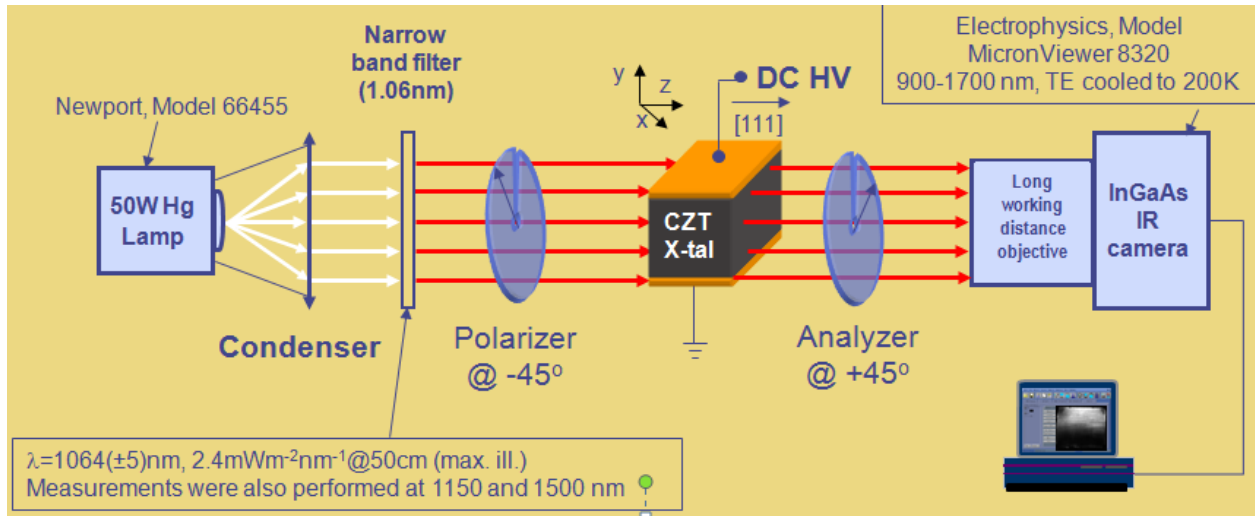 Newport, Model 66455
50W Hg
Lamp
Condenser
Narrow
band filter
(1.06nm)
Polarizer
@ -45º
y
z
x
DC HV
[111]
CZT
X-tal
Analyzer
@ +45º
Long
working
distance
objective
InGaAs
IR
camera
Electrophysics, Model
MicronViewer 8320
900-1700 nm, TE cooled to 200K
λ=1064(±5)nm, 2.4mWm⁻²nm⁻¹@50cm (max. ill.)
Measurements were also performed at 1150 and 1500 nm